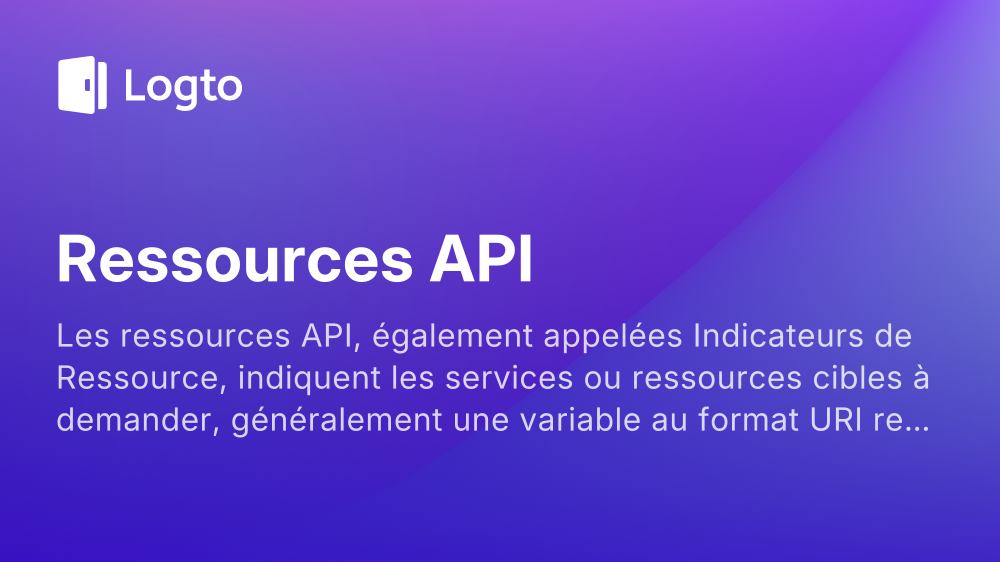 Logto
Ressources API
Les ressources API, également appelées Indicateurs de
Ressource, indiquent les services ou ressources cibles à
demander, généralement une variable au format URI re...